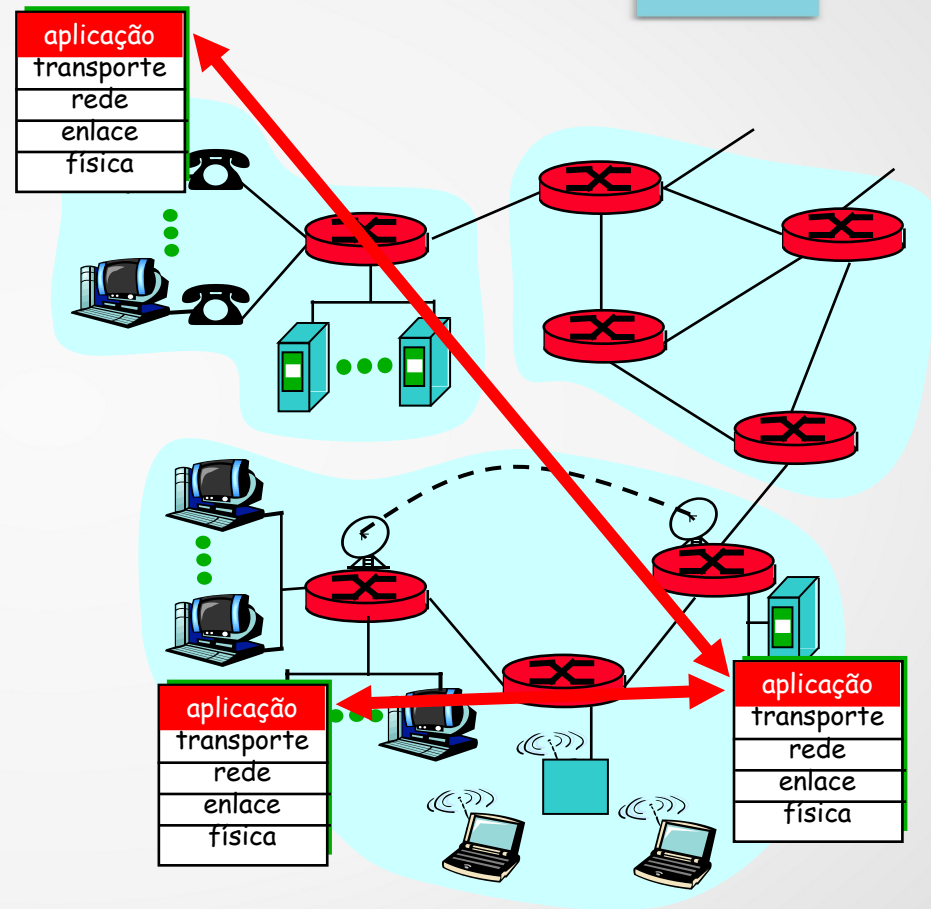 aplicação
transporte
rede
enlace
física
aplicação
transporte
rede
enlace
física
aplicação
transporte
rede
enlace
física